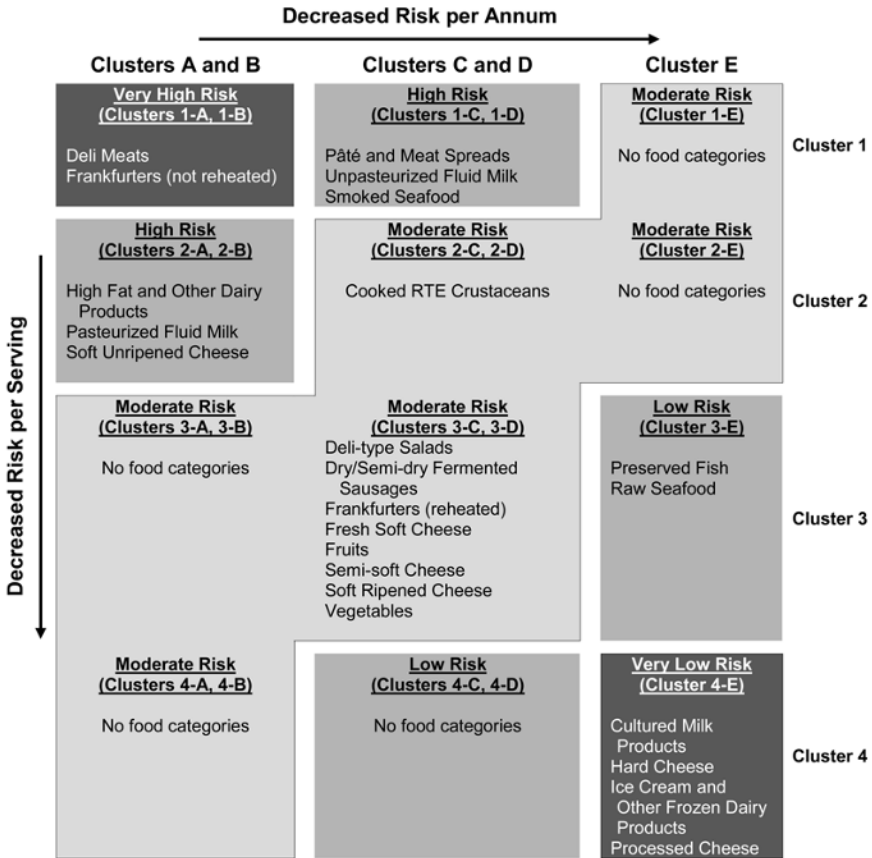 Decreased Risk per Annum
Clusters A and B
Clusters C and D
Cluster E
Very High Risk
(Clusters 1-A, 1-B)
Deli Meats
Frankfurters (not reheated)
High Risk
(Clusters 1-C, 1-D)
Pâté and Meat Spreads
Unpasteurized Fluid Milk
Smoked Seafood
Moderate Risk
(Cluster 1-E)
No food categories
Cluster 1
Decreased Risk per Serving
High Risk
(Clusters 2-A, 2-B)
High Fat and Other Dairy
Products
Pasteurized Fluid Milk
Soft Unripened Cheese
Moderate Risk
(Clusters 2-C, 2-D)
Cooked RTE Crustaceans
Moderate Risk
(Cluster 2-E)
No food categories
Cluster 2
Moderate Risk
(Clusters 3-A, 3-B)
No food categories
Moderate Risk
(Clusters 3-C, 3-D)
Deli-type Salads
Dry/Semi-dry Fermented
Sausages
Frankfurters (reheated)
Fresh Soft Cheese
Fruits
Semi-soft Cheese
Soft Ripened Cheese
Vegetables
Low Risk
(Cluster 3-E)
Preserved Fish
Raw Seafood
Cluster 3
Moderate Risk
(Clusters 4-A, 4-B)
No food categories
Low Risk
(Clusters 4-C, 4-D)
No food categories
Very Low Risk
(Cluster 4-E)
Cultured Milk
Products
Hard Cheese
Ice Cream and
Other Frozen Dairy
Products
Processed Cheese
Cluster 4